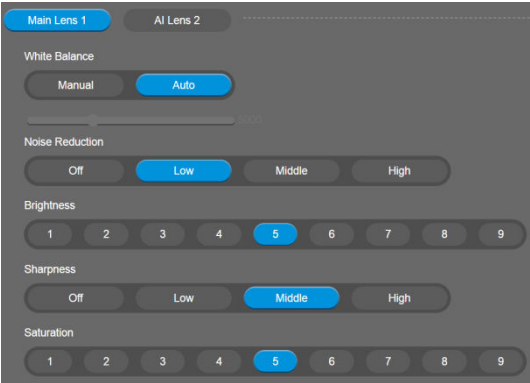 Main Lens 1 AI Lens 2
White Balance
Manual Auto
Noise Reduction
Off Low Middle High
Brightness
1 2 3 4 5 6 7 8 9
Sharpness
Off Low Middle High
Saturation
1 2 3 4 5 6 7 8 9